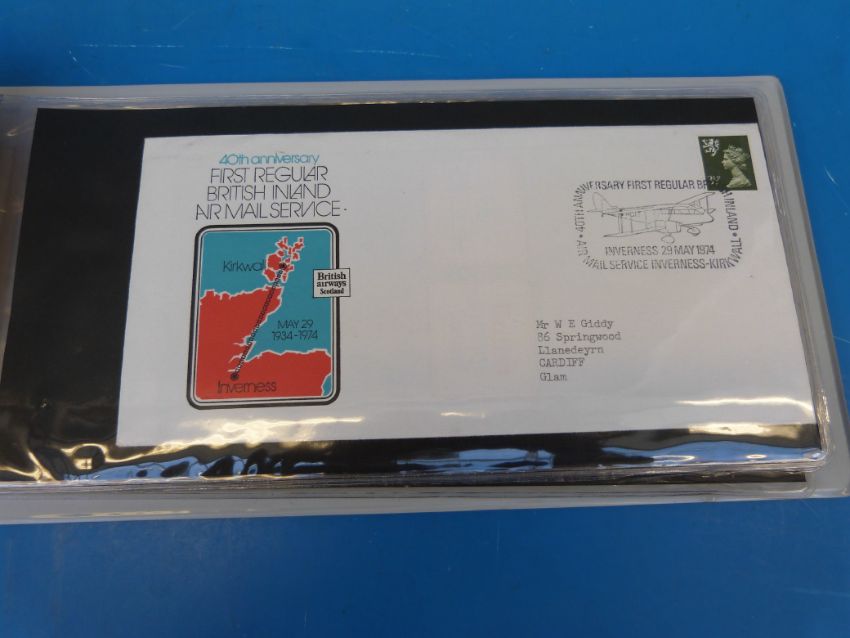 40th anniversary
FIRST REGULAR
BRITISH INLAND
AIR MAIL SERVICE
Kirkwall
British
airways
Scotland
MAY 29
1934-1974
Inverness
40TH ANNIVERSARY FIRST REGULAR BRITISH INLAND
INVERNESS 29 MAY 1974
AIR MAIL SERVICE INVERNESS-KIRKWALL
Mr W E Giddy
86 Springwood
Llanedeyrn
CARDIFF
Glam